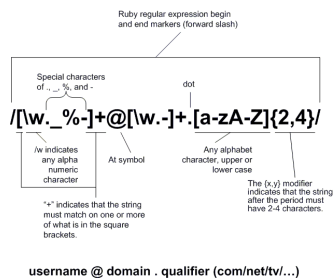 Ruby regular expression begin
and end markers (forward slash)
Special characters
of ., _, %, and -
dot
/[\w._%-]+@[\w.-]+.[a-zA-Z]{2,4}/
/w indicates
any alpha
numeric
character
At symbol
Any alphabet
character, upper or
lower case
The {x,y} modifier
indicates that the string
after the period must
have 2-4 characters.
"+" indicates that the string
must match on one or more
of what is in the square
brackets.
username @ domain . qualifier (com/net/tv/…)